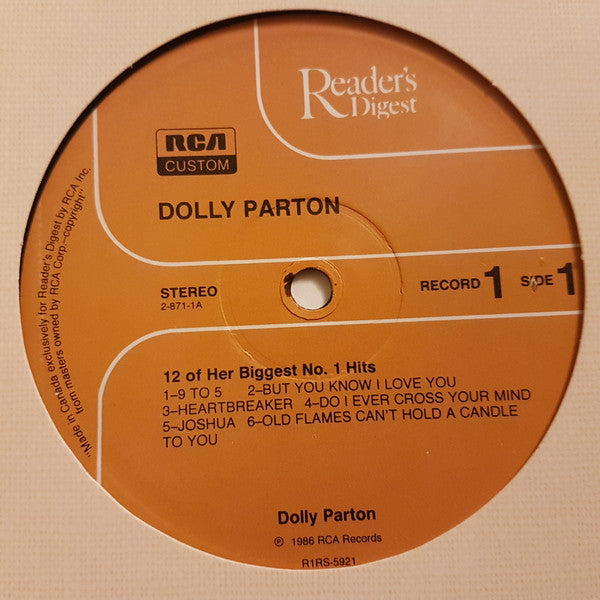 Reader's
Digest
RCA
CUSTOM
DOLLY PARTON
STEREO
2-871-1A
RECORD 1 SIDE 1
12 of Her Biggest No. 1 Hits
1–9 TO 5 2–BUT YOU KNOW I LOVE YOU
3–HEARTBREAKER 4–DO I EVER CROSS YOUR MIND
5–JOSHUA 6–OLD FLAMES CAN'T HOLD A CANDLE
TO YOU
Dolly Parton
℗ 1986 RCA Records
R1RS-5921
"Made in Canada exclusively for Reader's Digest by RCA Inc.
from masters owned by RCA Corp.–copyright"